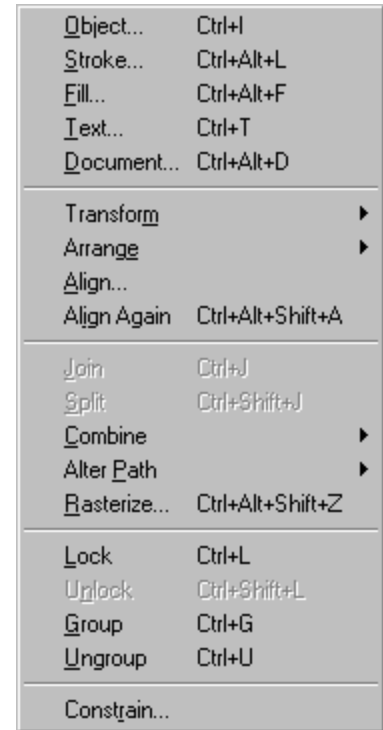 Object... Ctrl+I
Stroke... Ctrl+Alt+L
Fill... Ctrl+Alt+F
Text... Ctrl+T
Document... Ctrl+Alt+D
Transform
Arrange
Align...
Align Again Ctrl+Alt+Shift+A
Join Ctrl+J
Split Ctrl+Shift+J
Combine
Alter Path
Rasterize... Ctrl+Alt+Shift+Z
Lock Ctrl+L
Unlock Ctrl+Shift+L
Group Ctrl+G
Ungroup Ctrl+U
Constrain...